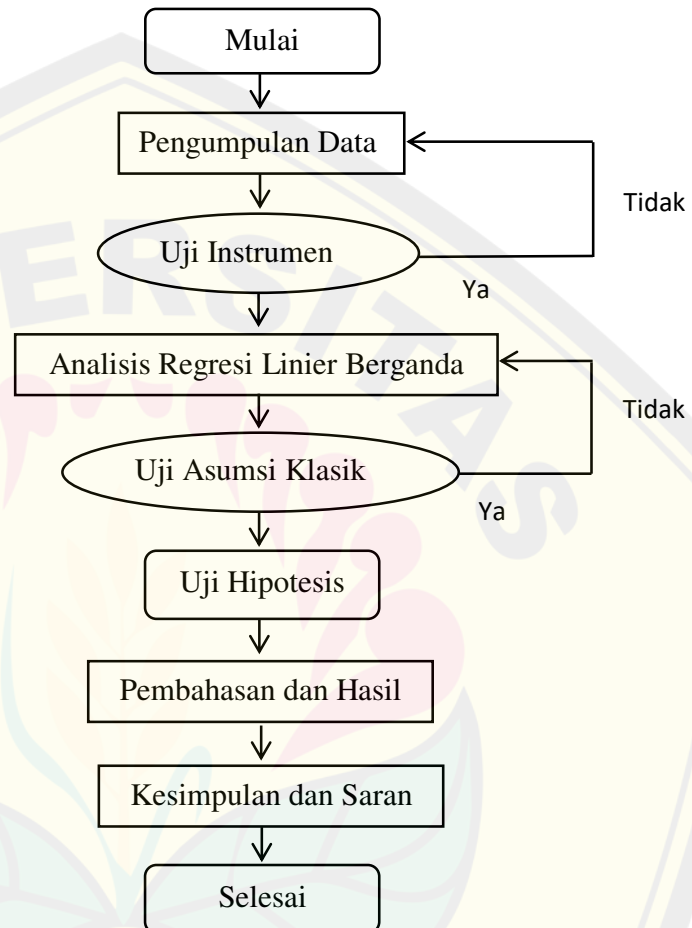 Mulai
Pengumpulan Data
Tidak
Uji Instrumen
Ya
Analisis Regresi Linier Berganda
Tidak
Uji Asumsi Klasik
Ya
Uji Hipotesis
Pembahasan dan Hasil
Kesimpulan dan Saran
Selesai
ERSITAS